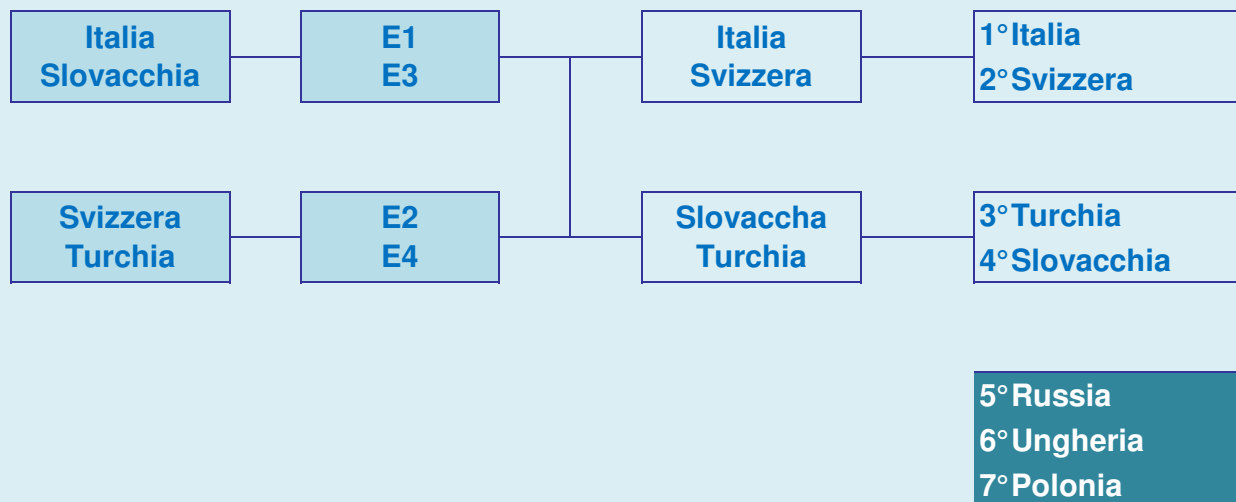 Italia
Slovacchia
E1
E3
Italia
Svizzera
1° Italia
2° Svizzera
Svizzera
Turchia
E2
E4
Slovaccha
Turchia
3° Turchia
4° Slovacchia
5° Russia
6° Ungheria
7° Polonia